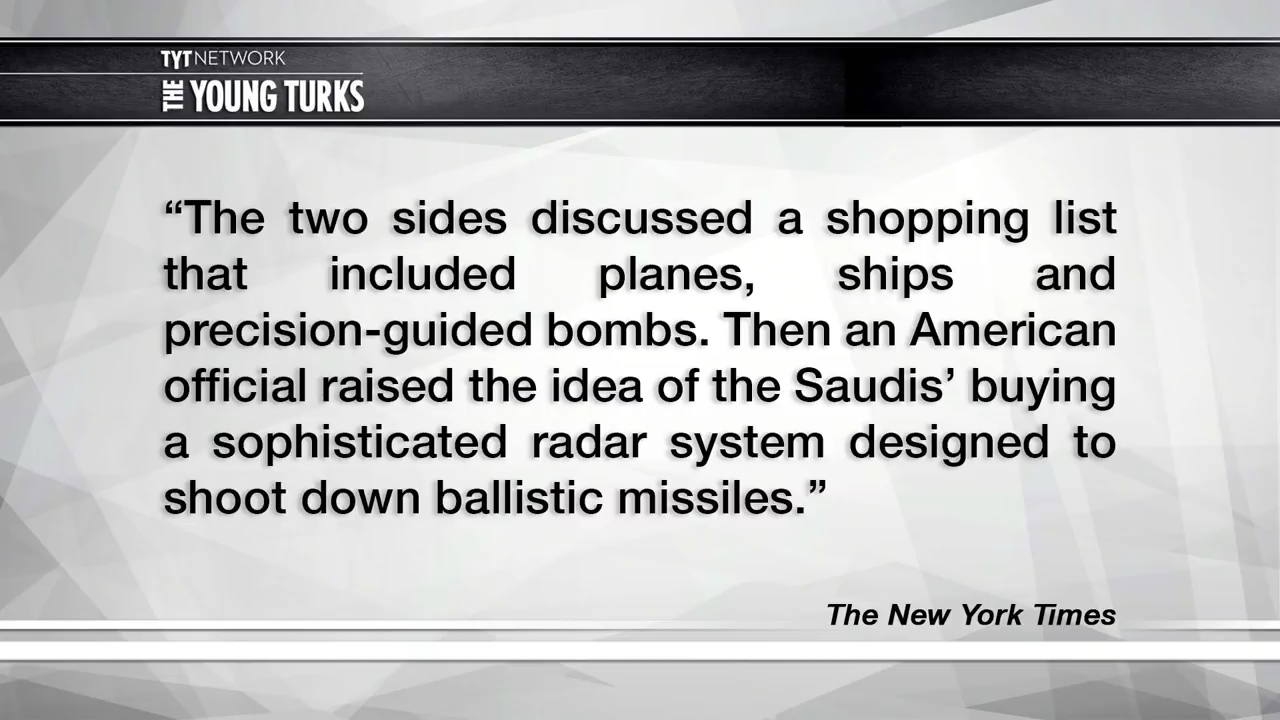 TYT NETWORK
THE YOUNG TURKS
“The two sides discussed a shopping list
that included planes, ships and
precision-guided bombs. Then an American
official raised the idea of the Saudis’ buying
a sophisticated radar system designed to
shoot down ballistic missiles.”
The New York Times